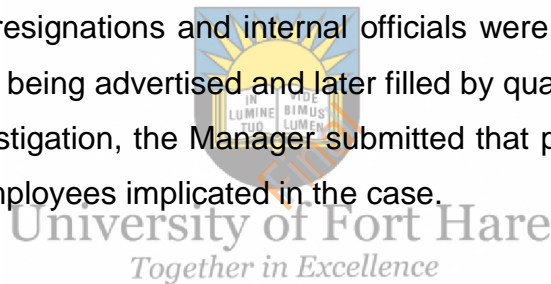 resignations and internal officials were
being advertised and later filled by qua
IN LUMINE TUO VIDE BIMUS LUMEN
estigation, the Manager submitted that p
Final
mployees implicated in the case.
University of Fort Hare
Together in Excellence